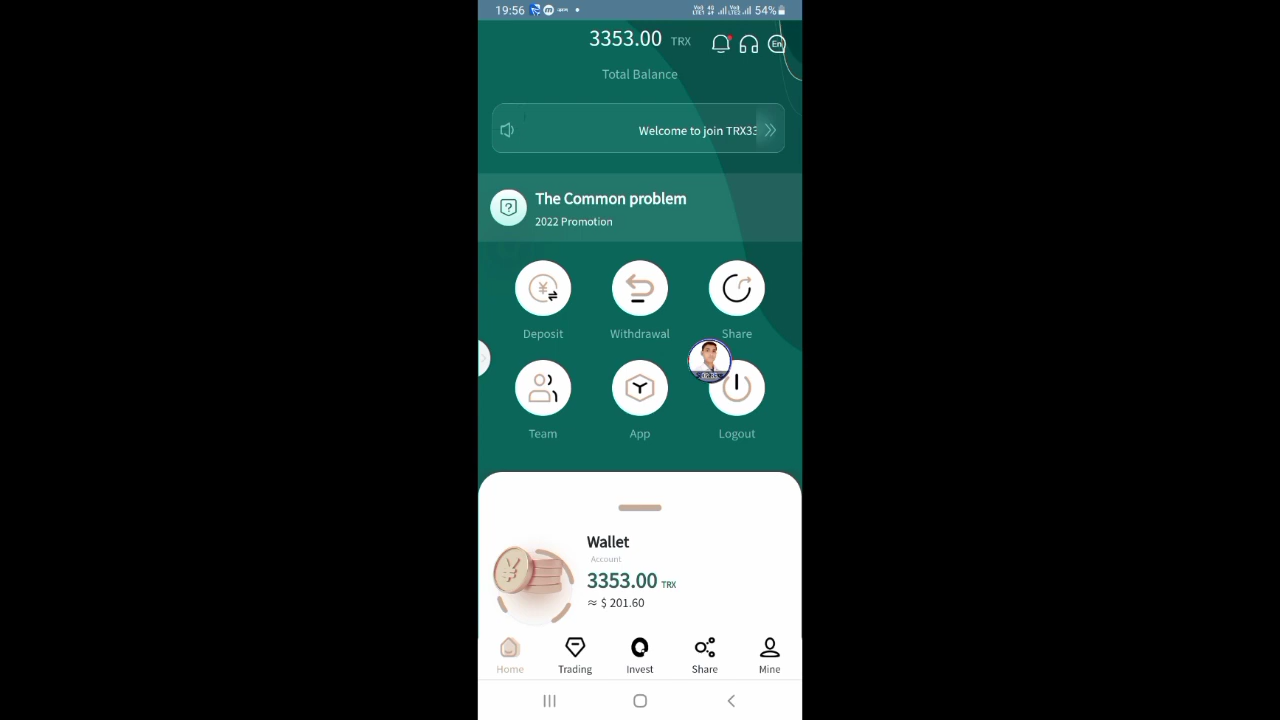 19:56
54%
3353.00 TRX
En
Total Balance
Welcome to join TRX33
The Common problem
2022 Promotion
Deposit
Withdrawal
Share
Team
App
Logout
Wallet
Account
3353.00 TRX
≈ $ 201.60
Home
Trading
Invest
Share
Mine